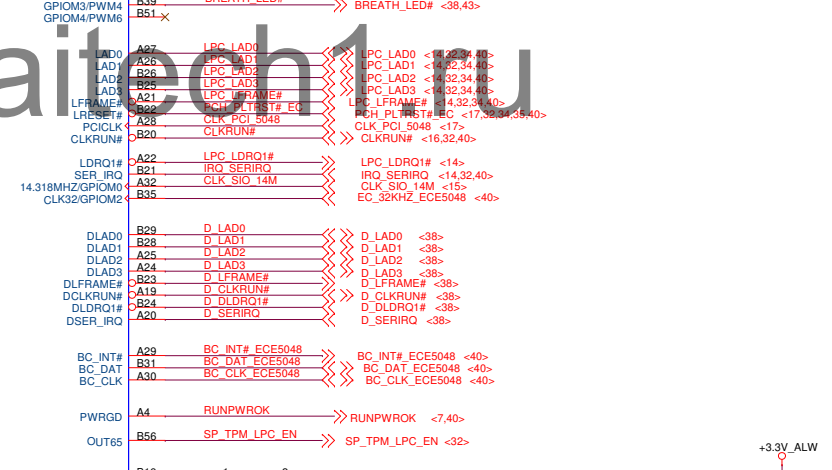 GPIOM3/PWM4 B39 BREATH_LED# BREATH_LED# <38,43>
GPIOM4/PWM6 B51
aitech1.ru
LAD0 A27 LPC_LAD0 LPC_LAD0 <14,32,34,40>
LAD1 A26 LPC_LAD1 LPC_LAD1 <14,32,34,40>
LAD2 B26 LPC_LAD2 LPC_LAD2 <14,32,34,40>
LAD3 B25 LPC_LAD3 LPC_LAD3 <14,32,34,40>
LFRAME# A21 LPC_LFRAME# LPC_LFRAME# <14,32,34,40>
LRESET# B22 PCH_PLTRST#_EC PCH_PLTRST#_EC <17,32,34,35,40>
PCICLK A28 CLK_PCI_5048 CLK_PCI_5048 <17>
CLKRUN# B20 CLKRUN# CLKRUN# <16,32,40>
LDRQ1# A22 LPC_LDRQ1# LPC_LDRQ1# <14>
SER_IRQ B21 IRQ_SERIRQ IRQ_SERIRQ <14,32,40>
14.318MHZ/GPIOM0 A32 CLK_SIO_14M CLK_SIO_14M <15>
CLK32/GPIOM2 B35 EC_32KHZ_ECE5048 <40>
DLAD0 B29 D_LAD0 D_LAD0 <38>
DLAD1 B28 D_LAD1 D_LAD1 <38>
DLAD2 A25 D_LAD2 D_LAD2 <38>
DLAD3 A24 D_LAD3 D_LAD3 <38>
DLFRAME# B23 D_LFRAME# D_LFRAME# <38>
DCLKRUN# A19 D_CLKRUN# D_CLKRUN# <38>
DLDRQ1# B24 D_DLDRQ1# D_DLDRQ1# <38>
DSER_IRQ A20 D_SERIRQ D_SERIRQ <38>
BC_INT# A29 BC_INT#_ECE5048 BC_INT#_ECE5048 <40>
BC_DAT B31 BC_DAT_ECE5048 BC_DAT_ECE5048 <40>
BC_CLK A30 BC_CLK_ECE5048 BC_CLK_ECE5048 <40>
PWRGD A4 RUNPWROK RUNPWROK <7,40>
OUT65 B56 SP_TPM_LPC_EN SP_TPM_LPC_EN <32>
+3.3V_ALW